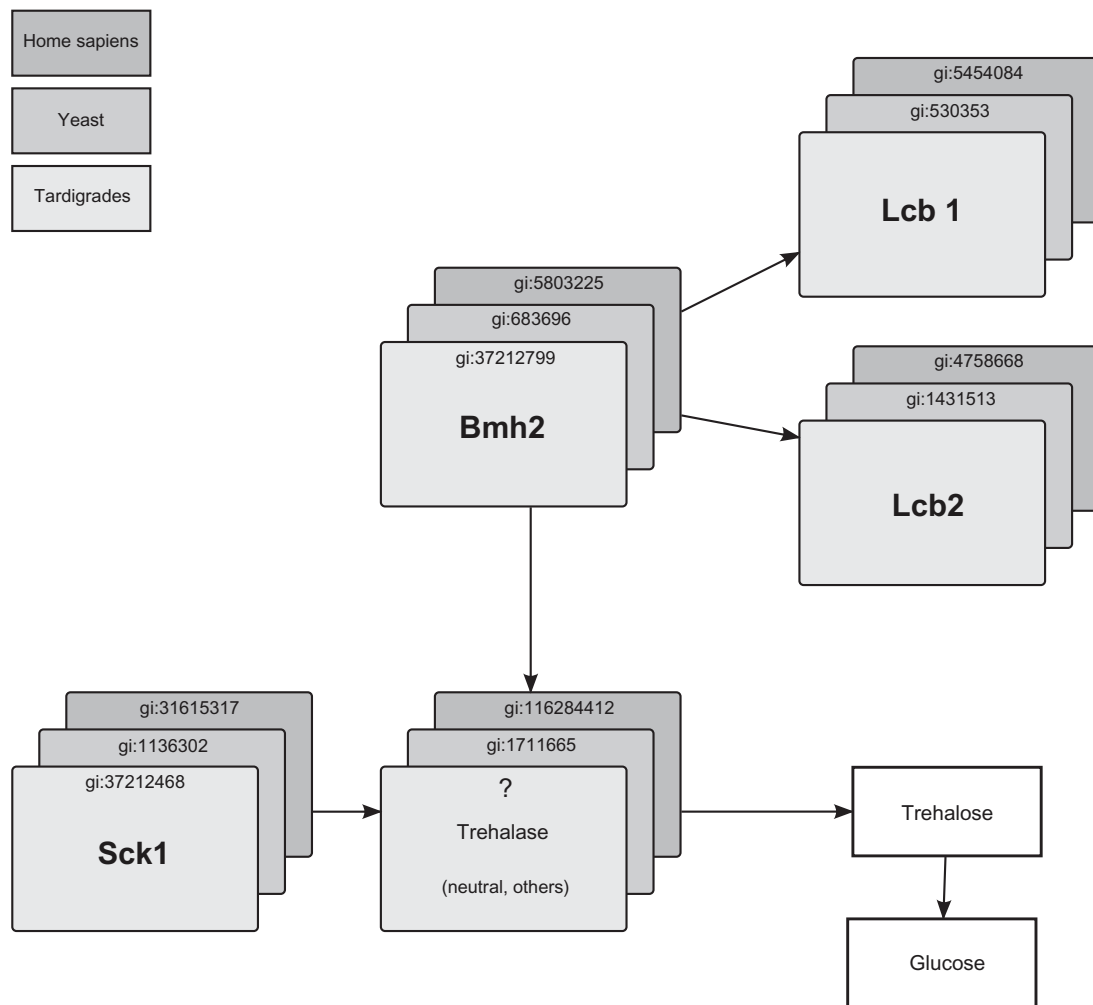 Home sapiens
Yeast
Tardigrades
gi:5454084
gi:530353
Lcb 1
gi:5803225
gi:683696
gi:37212799
Bmh2
gi:4758668
gi:1431513
Lcb2
gi:31615317
gi:1136302
gi:37212468
Sck1
gi:116284412
gi:1711665
?
Trehalase
(neutral, others)
Trehalose
Glucose